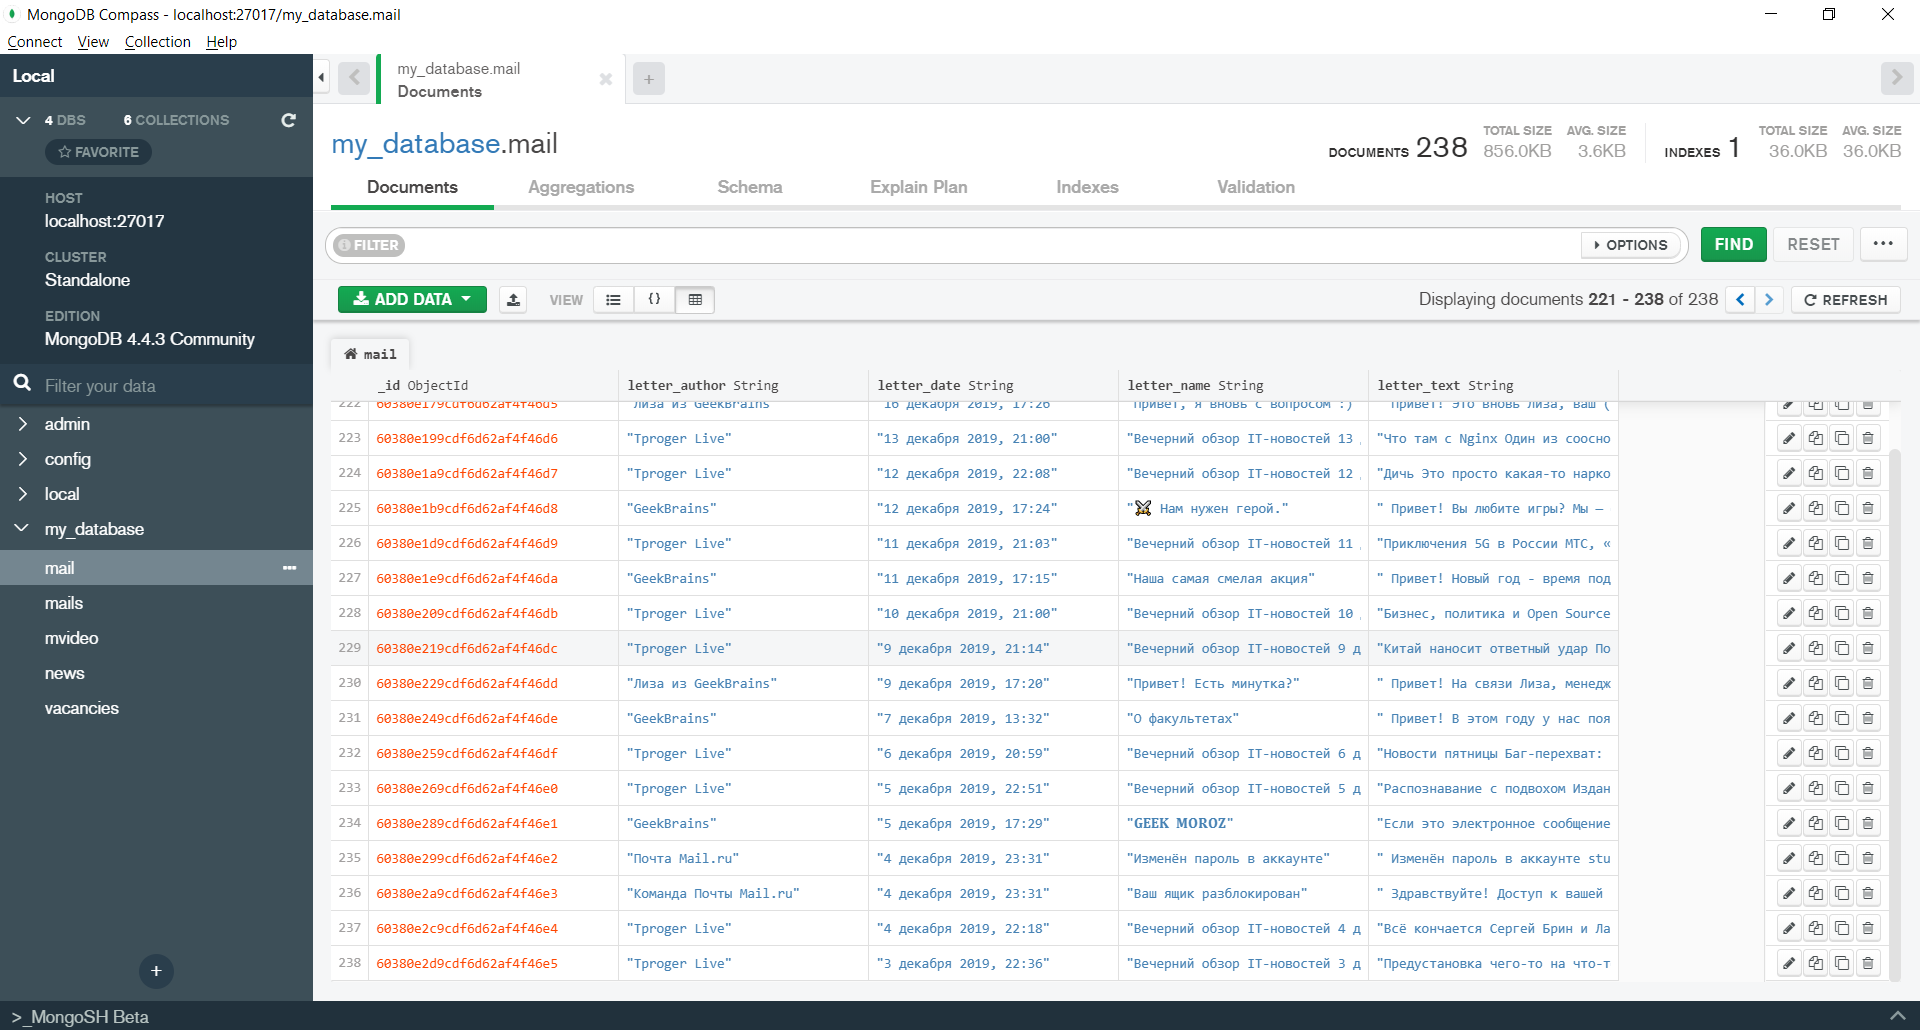 MongoDB Compass - localhost:27017/my_database.mail
Connect View Collection Help
Local
4 DBS 6 COLLECTIONS
FAVORITE
HOST
localhost:27017
CLUSTER
Standalone
EDITION
MongoDB 4.4.3 Community
Filter your data
admin
config
local
my_database
mail
mails
mvideo
news
vacancies
>_MongoSH Beta
my_database.mail
Documents
my_database.mail
DOCUMENTS 238 TOTAL SIZE 856.0KB AVG. SIZE 3.6KB INDEXES 1 TOTAL SIZE 36.0KB AVG. SIZE 36.0KB
Documents Aggregations Schema Explain Plan Indexes Validation
FILTER OPTIONS FIND RESET
ADD DATA VIEW Displaying documents 221 - 238 of 238 REFRESH
mail
_id ObjectId letter_author String letter_date String letter_name String letter_text String
222 60380e179cdf6d62af4f46d5 "Лиза из GeekBrains" "16 декабря 2019, 17:26" "Привет, я вновь с вопросом :) " Привет! Это вновь Лиза, ваш (
223 60380e199cdf6d62af4f46d6 "Tproger Live" "13 декабря 2019, 21:00" "Вечерний обзор IT-новостей 13 "Что там с Nginx Один из соосно
224 60380e1a9cdf6d62af4f46d7 "Tproger Live" "12 декабря 2019, 22:08" "Вечерний обзор IT-новостей 12 "Дичь Это просто какая-то нарко
225 60380e1b9cdf6d62af4f46d8 "GeekBrains" "12 декабря 2019, 17:24" "⚔ Нам нужен герой." " Привет! Вы любите игры? Мы —
226 60380e1d9cdf6d62af4f46d9 "Tproger Live" "11 декабря 2019, 21:03" "Вечерний обзор IT-новостей 11 "Приключения 5G в России МТС, «
227 60380e1e9cdf6d62af4f46da "GeekBrains" "11 декабря 2019, 17:15" "Наша самая смелая акция" " Привет! Новый год - время под
228 60380e209cdf6d62af4f46db "Tproger Live" "10 декабря 2019, 21:00" "Вечерний обзор IT-новостей 10 "Бизнес, политика и Open Source
229 60380e219cdf6d62af4f46dc "Tproger Live" "9 декабря 2019, 21:14" "Вечерний обзор IT-новостей 9 д "Китай наносит ответный удар По
230 60380e229cdf6d62af4f46dd "Лиза из GeekBrains" "9 декабря 2019, 17:20" "Привет! Есть минутка?" " Привет! На связи Лиза, менедж
231 60380e249cdf6d62af4f46de "GeekBrains" "7 декабря 2019, 13:32" "О факультетах" " Привет! В этом году у нас поя
232 60380e259cdf6d62af4f46df "Tproger Live" "6 декабря 2019, 20:59" "Вечерний обзор IT-новостей 6 д "Новости пятницы Баг-перехват:
233 60380e269cdf6d62af4f46e0 "Tproger Live" "5 декабря 2019, 22:51" "Вечерний обзор IT-новостей 5 д "Распознавание с подвохом Издан
234 60380e289cdf6d62af4f46e1 "GeekBrains" "5 декабря 2019, 17:29" "GEEK MOROZ" "Если это электронное сообщение
235 60380e299cdf6d62af4f46e2 "Почта Mail.ru" "4 декабря 2019, 23:31" "Изменён пароль в аккаунте" " Изменён пароль в аккаунте stu
236 60380e2a9cdf6d62af4f46e3 "Команда Почты Mail.ru" "4 декабря 2019, 23:31" "Ваш ящик разблокирован" " Здравствуйте! Доступ к вашей
237 60380e2c9cdf6d62af4f46e4 "Tproger Live" "4 декабря 2019, 22:18" "Вечерний обзор IT-новостей 4 д "Всё кончается Сергей Брин и Ла
238 60380e2d9cdf6d62af4f46e5 "Tproger Live" "3 декабря 2019, 22:36" "Вечерний обзор IT-новостей 3 д "Предустановка чего-то на что-т